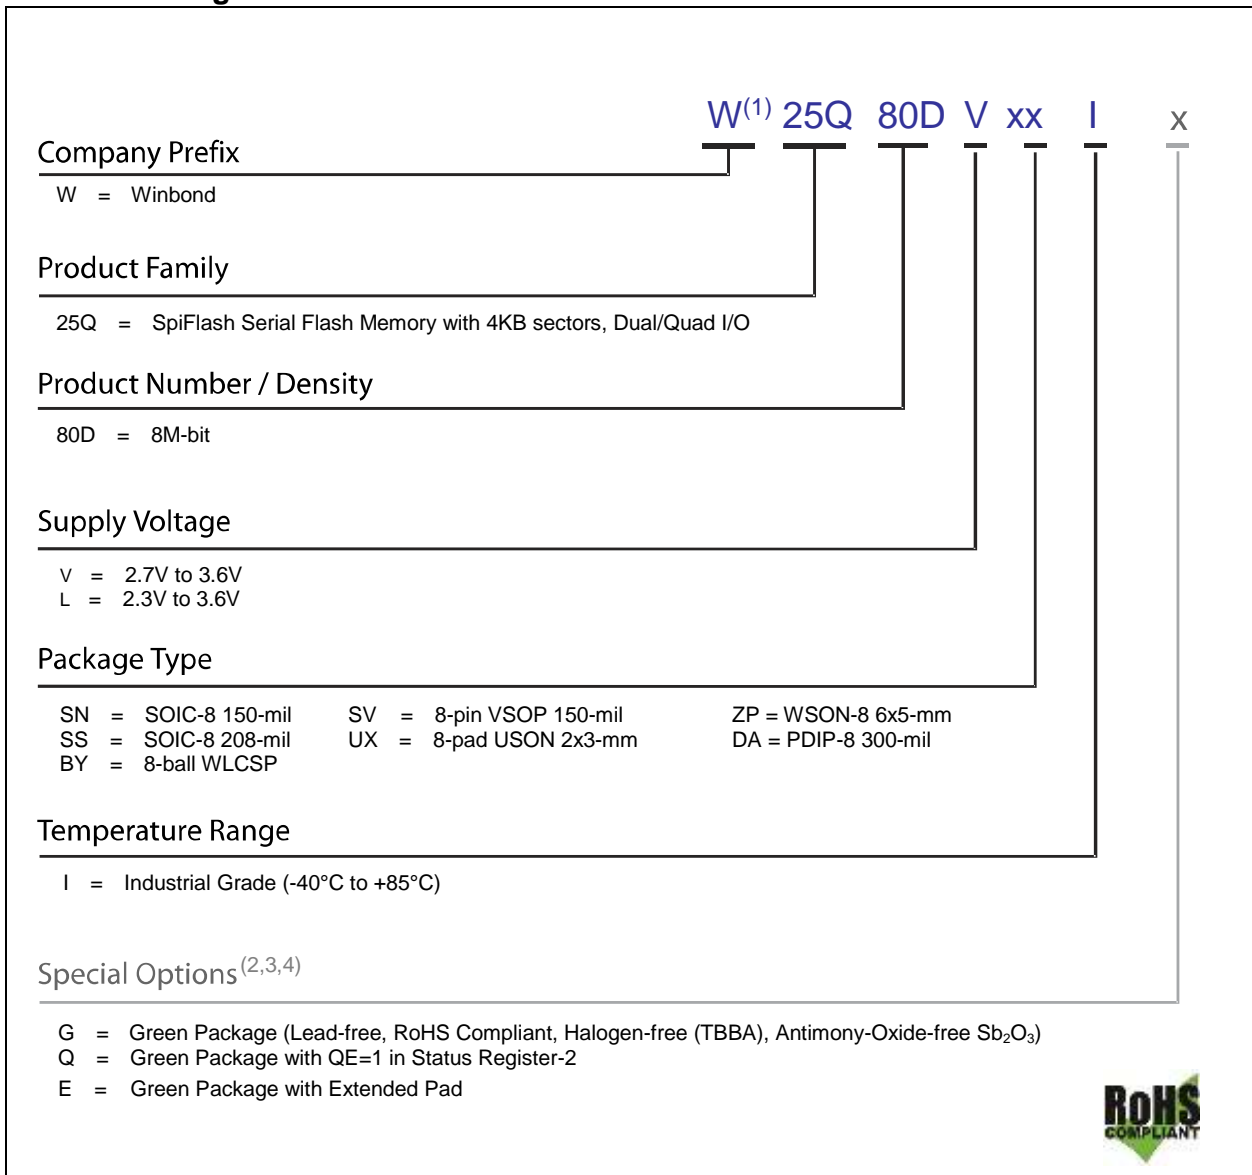 W(1) 25Q 80D V xx I x
Company Prefix
W = Winbond
Product Family
25Q = SpiFlash Serial Flash Memory with 4KB sectors, Dual/Quad I/O
Product Number / Density
80D = 8M-bit
Supply Voltage
V = 2.7V to 3.6V
L = 2.3V to 3.6V
Package Type
SN = SOIC-8 150-mil SV = 8-pin VSOP 150-mil ZP = WSON-8 6x5-mm
SS = SOIC-8 208-mil UX = 8-pad USON 2x3-mm DA = PDIP-8 300-mil
BY = 8-ball WLCSP
Temperature Range
I = Industrial Grade (-40°C to +85°C)
Special Options(2,3,4)
G = Green Package (Lead-free, RoHS Compliant, Halogen-free (TBBA), Antimony-Oxide-free Sb₂O₃)
Q = Green Package with QE=1 in Status Register-2
E = Green Package with Extended Pad
RoHS
COMPLIANT